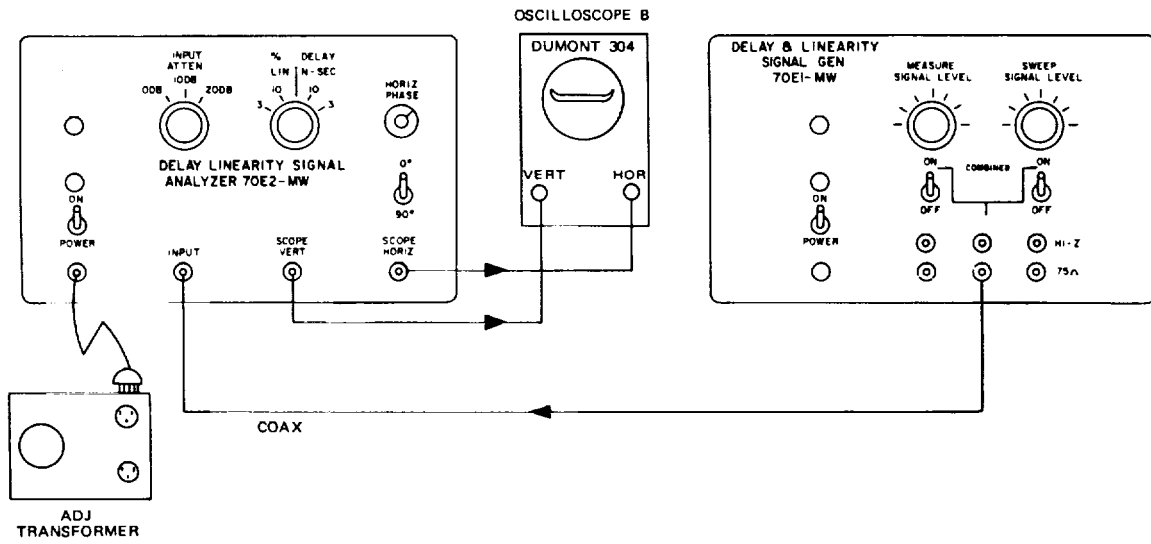 OSCILLOSCOPE B
DUMONT 304
VERT
HOR
INPUT
ATTEN
0DB
10DB
20DB
%
LIN
DELAY
N-SEC
3
10
10
3
HORIZ
PHASE
DELAY LINEARITY SIGNAL
ANALYZER 70E2-MW
0°
90°
ON
POWER
INPUT
SCOPE
VERT
SCOPE
HORIZ
DELAY & LINEARITY
SIGNAL GEN
70E1-MW
MEASURE
SIGNAL LEVEL
SWEEP
SIGNAL LEVEL
ON
COMBINED
ON
OFF
OFF
ON
POWER
HI-Z
75Ω
COAX
ADJ
TRANSFORMER